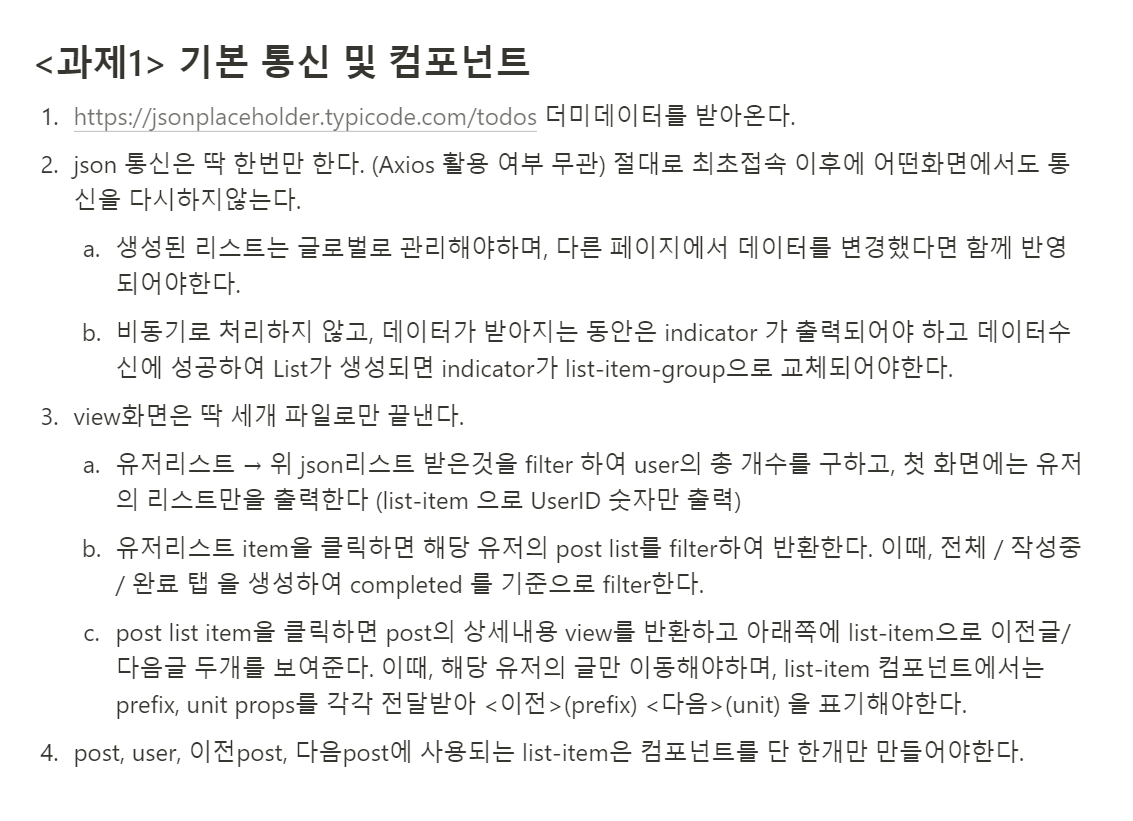 <과제1> 기본 통신 및 컴포넌트
1. https://jsonplaceholder.typicode.com/todos 더미데이터를 받아온다.
2. json 통신은 딱 한번만 한다. (Axios 활용 여부 무관) 절대로 최초접속 이후에 어떤화면에서도 통
신을 다시하지않는다.
a. 생성된 리스트는 글로벌로 관리해야하며, 다른 페이지에서 데이터를 변경했다면 함께 반영
되어야한다.
b. 비동기로 처리하지 않고, 데이터가 받아지는 동안은 indicator 가 출력되어야 하고 데이터수
신에 성공하여 List가 생성되면 indicator가 list-item-group으로 교체되어야한다.
3. view화면은 딱 세개 파일로만 끝낸다.
a. 유저리스트 → 위 json리스트 받은것을 filter 하여 user의 총 개수를 구하고, 첫 화면에는 유저
의 리스트만을 출력한다 (list-item 으로 UserID 숫자만 출력)
b. 유저리스트 item을 클릭하면 해당 유저의 post list를 filter하여 반환한다. 이때, 전체 / 작성중
/ 완료 탭 을 생성하여 completed 를 기준으로 filter한다.
c. post list item을 클릭하면 post의 상세내용 view를 반환하고 아래쪽에 list-item으로 이전글/
다음글 두개를 보여준다. 이때, 해당 유저의 글만 이동해야하며, list-item 컴포넌트에서는
prefix, unit props를 각각 전달받아 <이전>(prefix) <다음>(unit) 을 표기해야한다.
4. post, user, 이전post, 다음post에 사용되는 list-item은 컴포넌트를 단 한개만 만들어야한다.